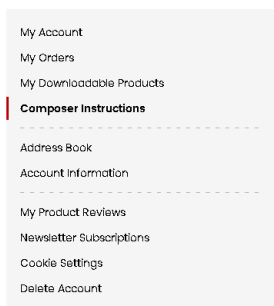 My Account
My Orders
My Downloadable Products
Composer Instructions
Address Book
Account Information
My Product Reviews
Newsletter Subscriptions
Cookie Settings
Delete Account